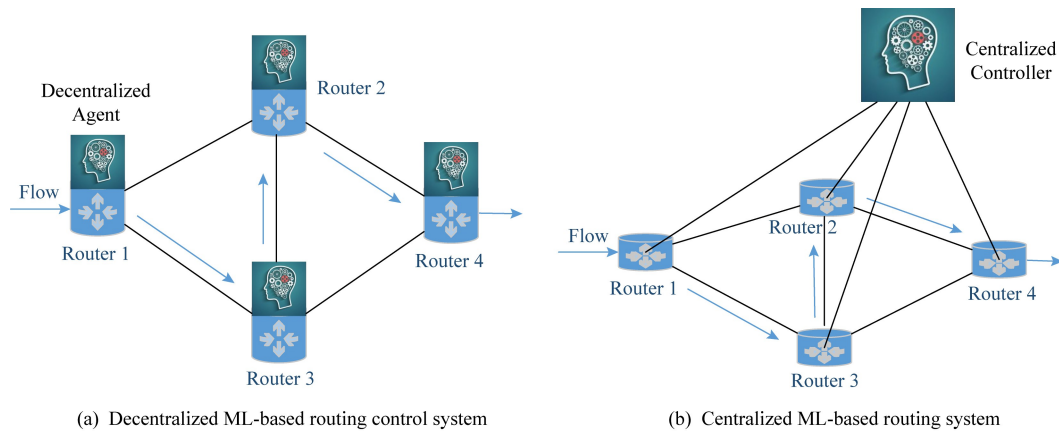 Decentralized
Agent
Flow
Router 1
Router 2
Router 3
Router 4
(a) Decentralized ML-based routing control system
Centralized
Controller
Flow
Router 1
Router 2
Router 3
Router 4
(b) Centralized ML-based routing system